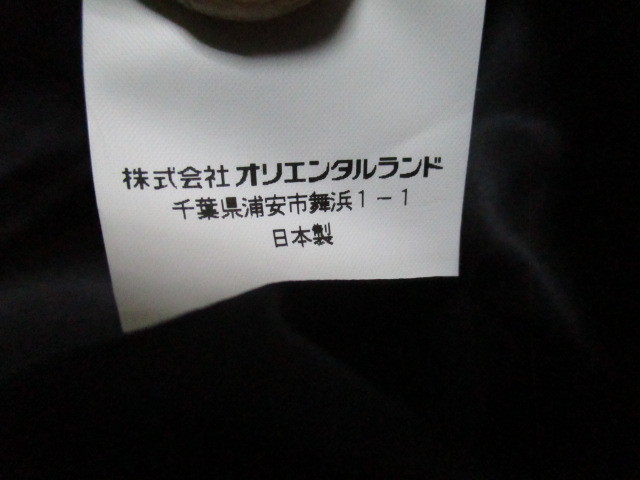 株式会社オリエンタルランド
千葉県浦安市舞浜1-1
日本製